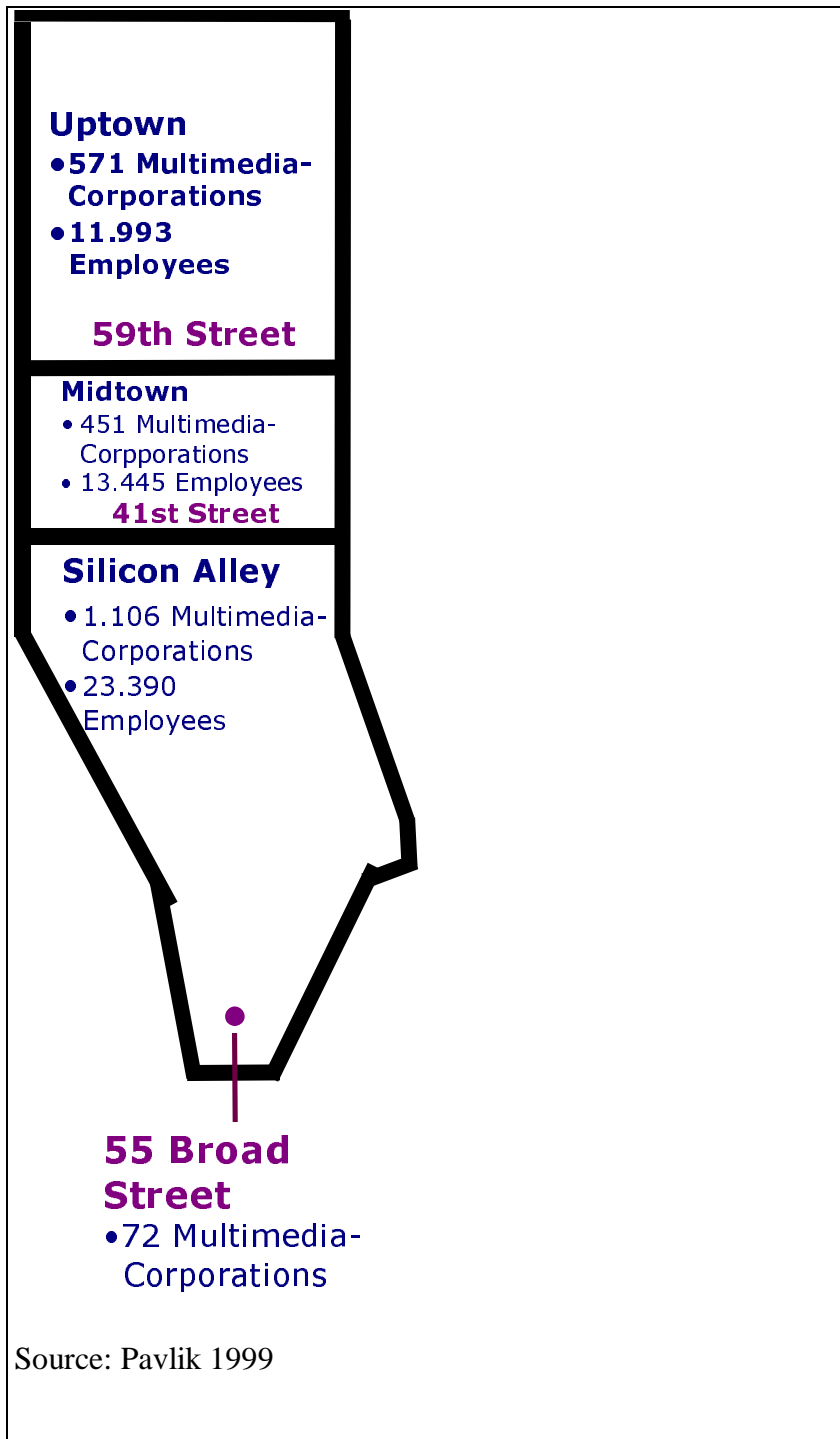 Uptown
•571 Multimedia-
Corporations
•11.993
Employees
59th Street
Midtown
• 451 Multimedia-
Corpporations
• 13.445 Employees
41st Street
Silicon Alley
•1.106 Multimedia-
Corporations
•23.390
Employees
55 Broad
Street
•72 Multimedia-
Corporations
Source: Pavlik 1999